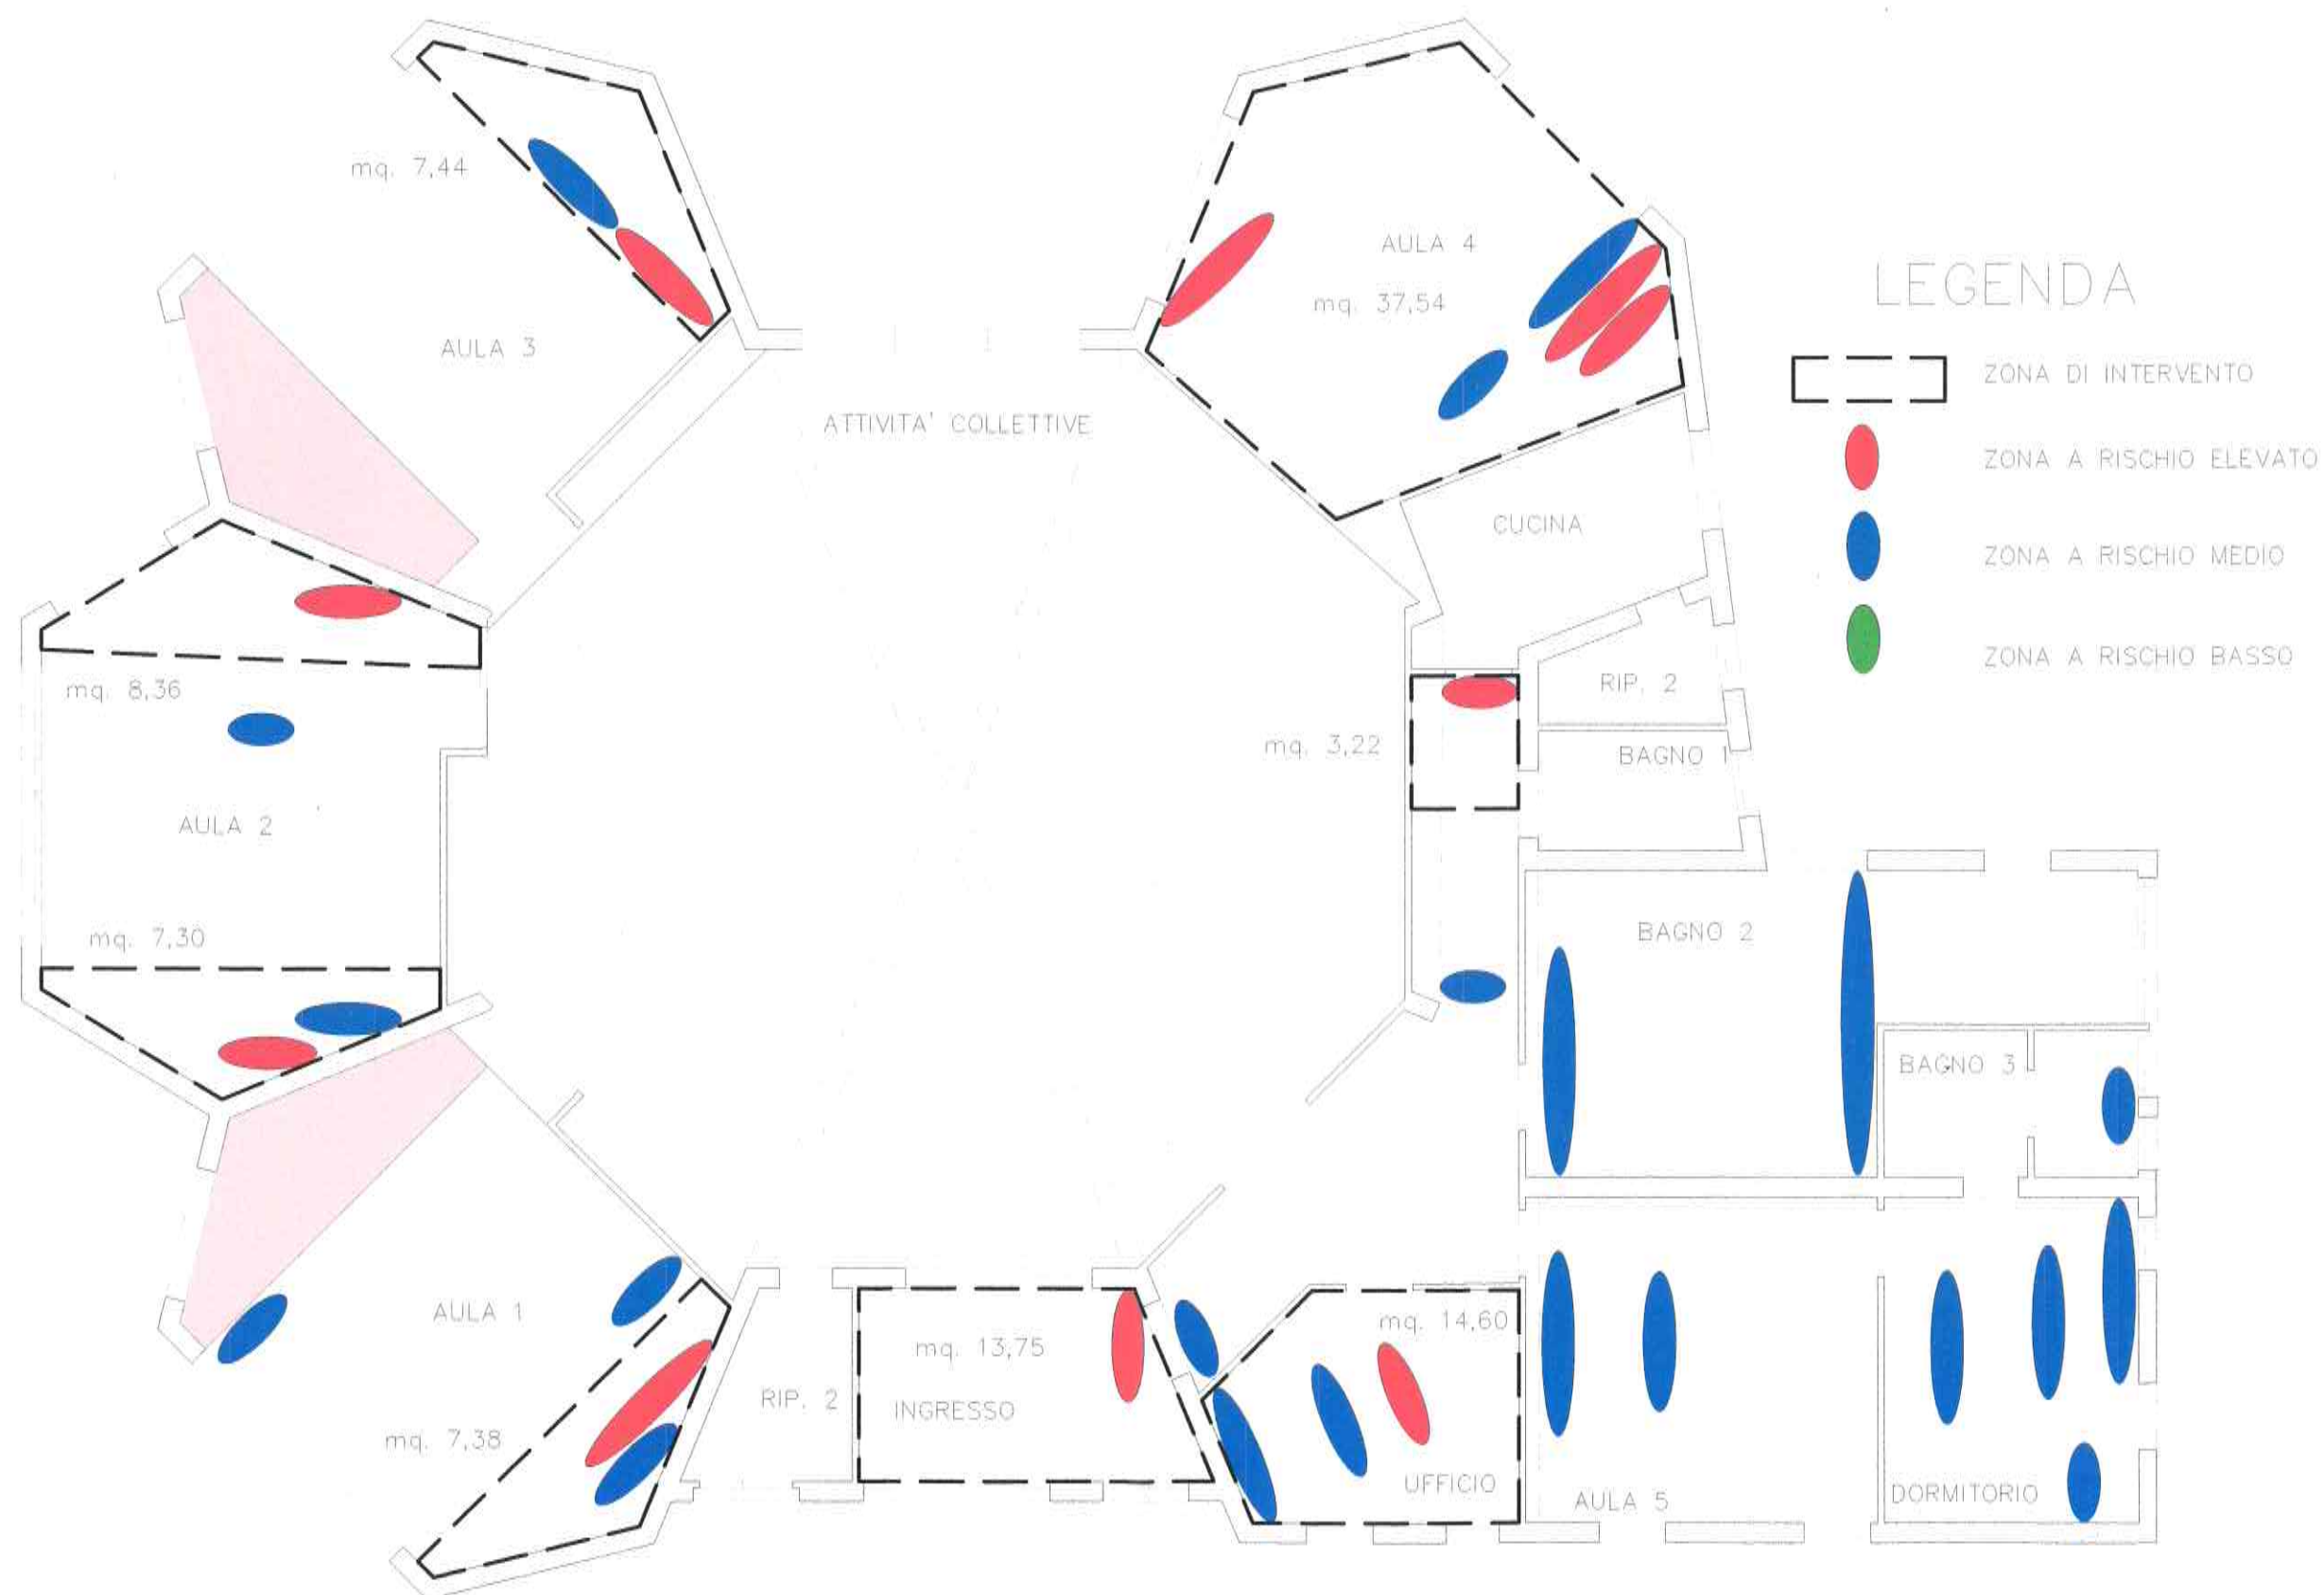 mq. 7,44
AULA 3
ATTIVITA' COLLETTIVE
AULA 4
mq. 37,54
CUCINA
LEGENDA
ZONA DI INTERVENTO
ZONA A RISCHIO ELEVATO
ZONA A RISCHIO MEDIO
ZONA A RISCHIO BASSO
mq. 8,36
AULA 2
mq. 7,30
mq. 3,22
RIP. 2
BAGNO 1
BAGNO 2
BAGNO 3
AULA 1
mq. 7,38
RIP. 2
mq. 13,75
INGRESSO
mq. 14,60
UFFICIO
AULA 5
DORMITORIO